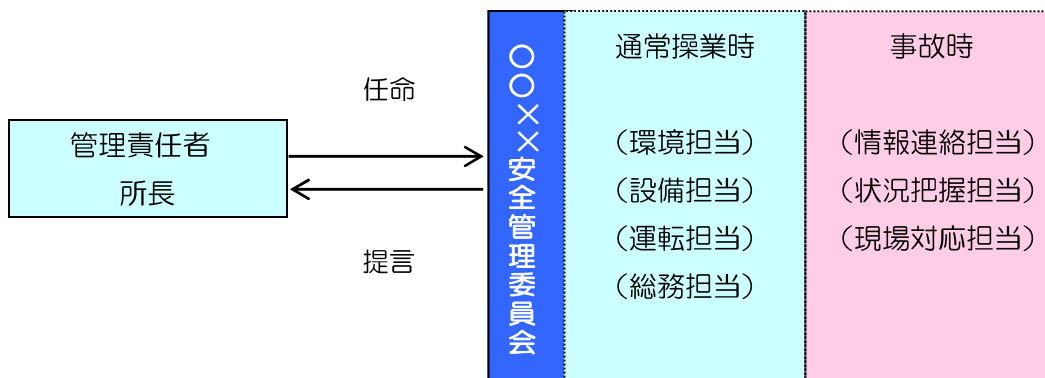 任命
管理責任者
所長
提言
〇〇××安全管理委員会
通常操業時
（環境担当）
（設備担当）
（運転担当）
（総務担当）
事故時
（情報連絡担当）
（状況把握担当）
（現場対応担当）